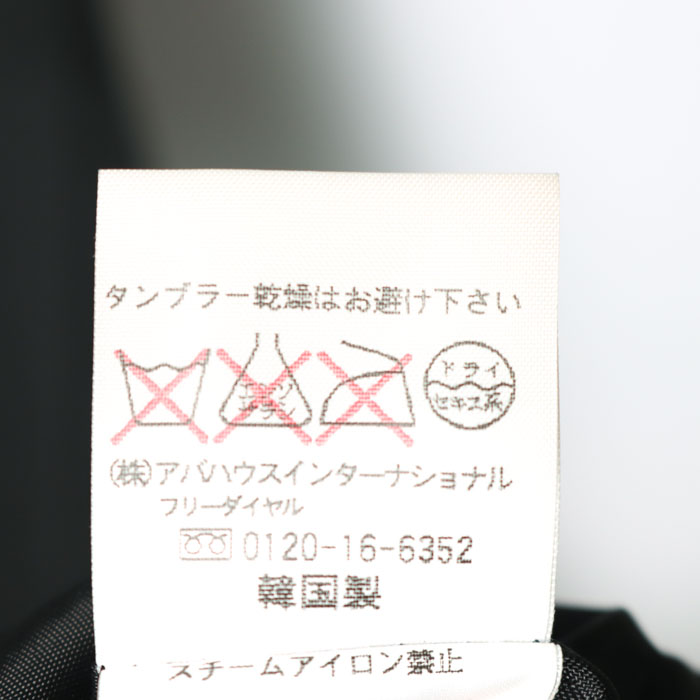 タンブラー乾燥はお避け下さい
エンソ
サラシ
ドライ
セキユ系
(株)アバハウスインターナショナル
フリーダイヤル
0120-16-6352
韓国製
スチームアイロン禁止